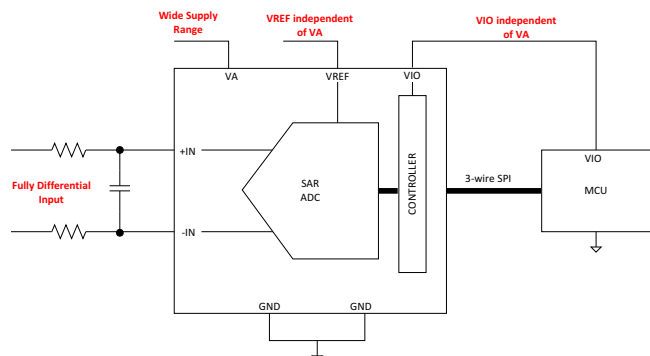 Wide Supply
Range
VREF independent
of VA
VIO independent
of VA
VA
VREF
VIO
+IN
Fully Differential
Input
-IN
SAR
ADC
CONTROLLER
3-wire SPI
VIO
MCU
GND
GND